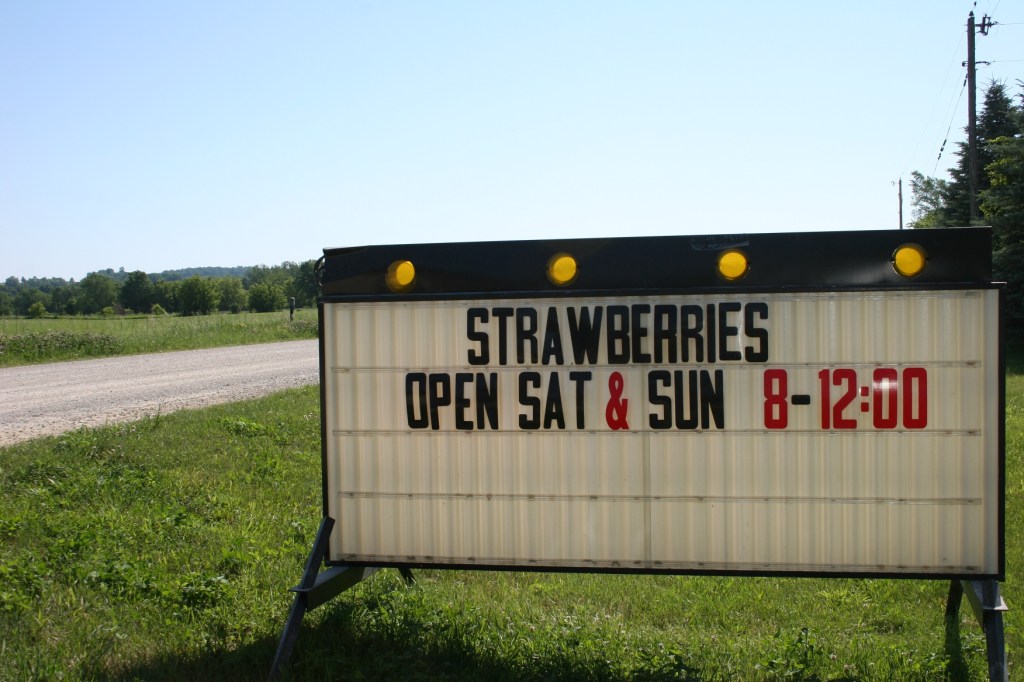 STRAWBERRIES
OPEN SAT & SUN 8-12:00